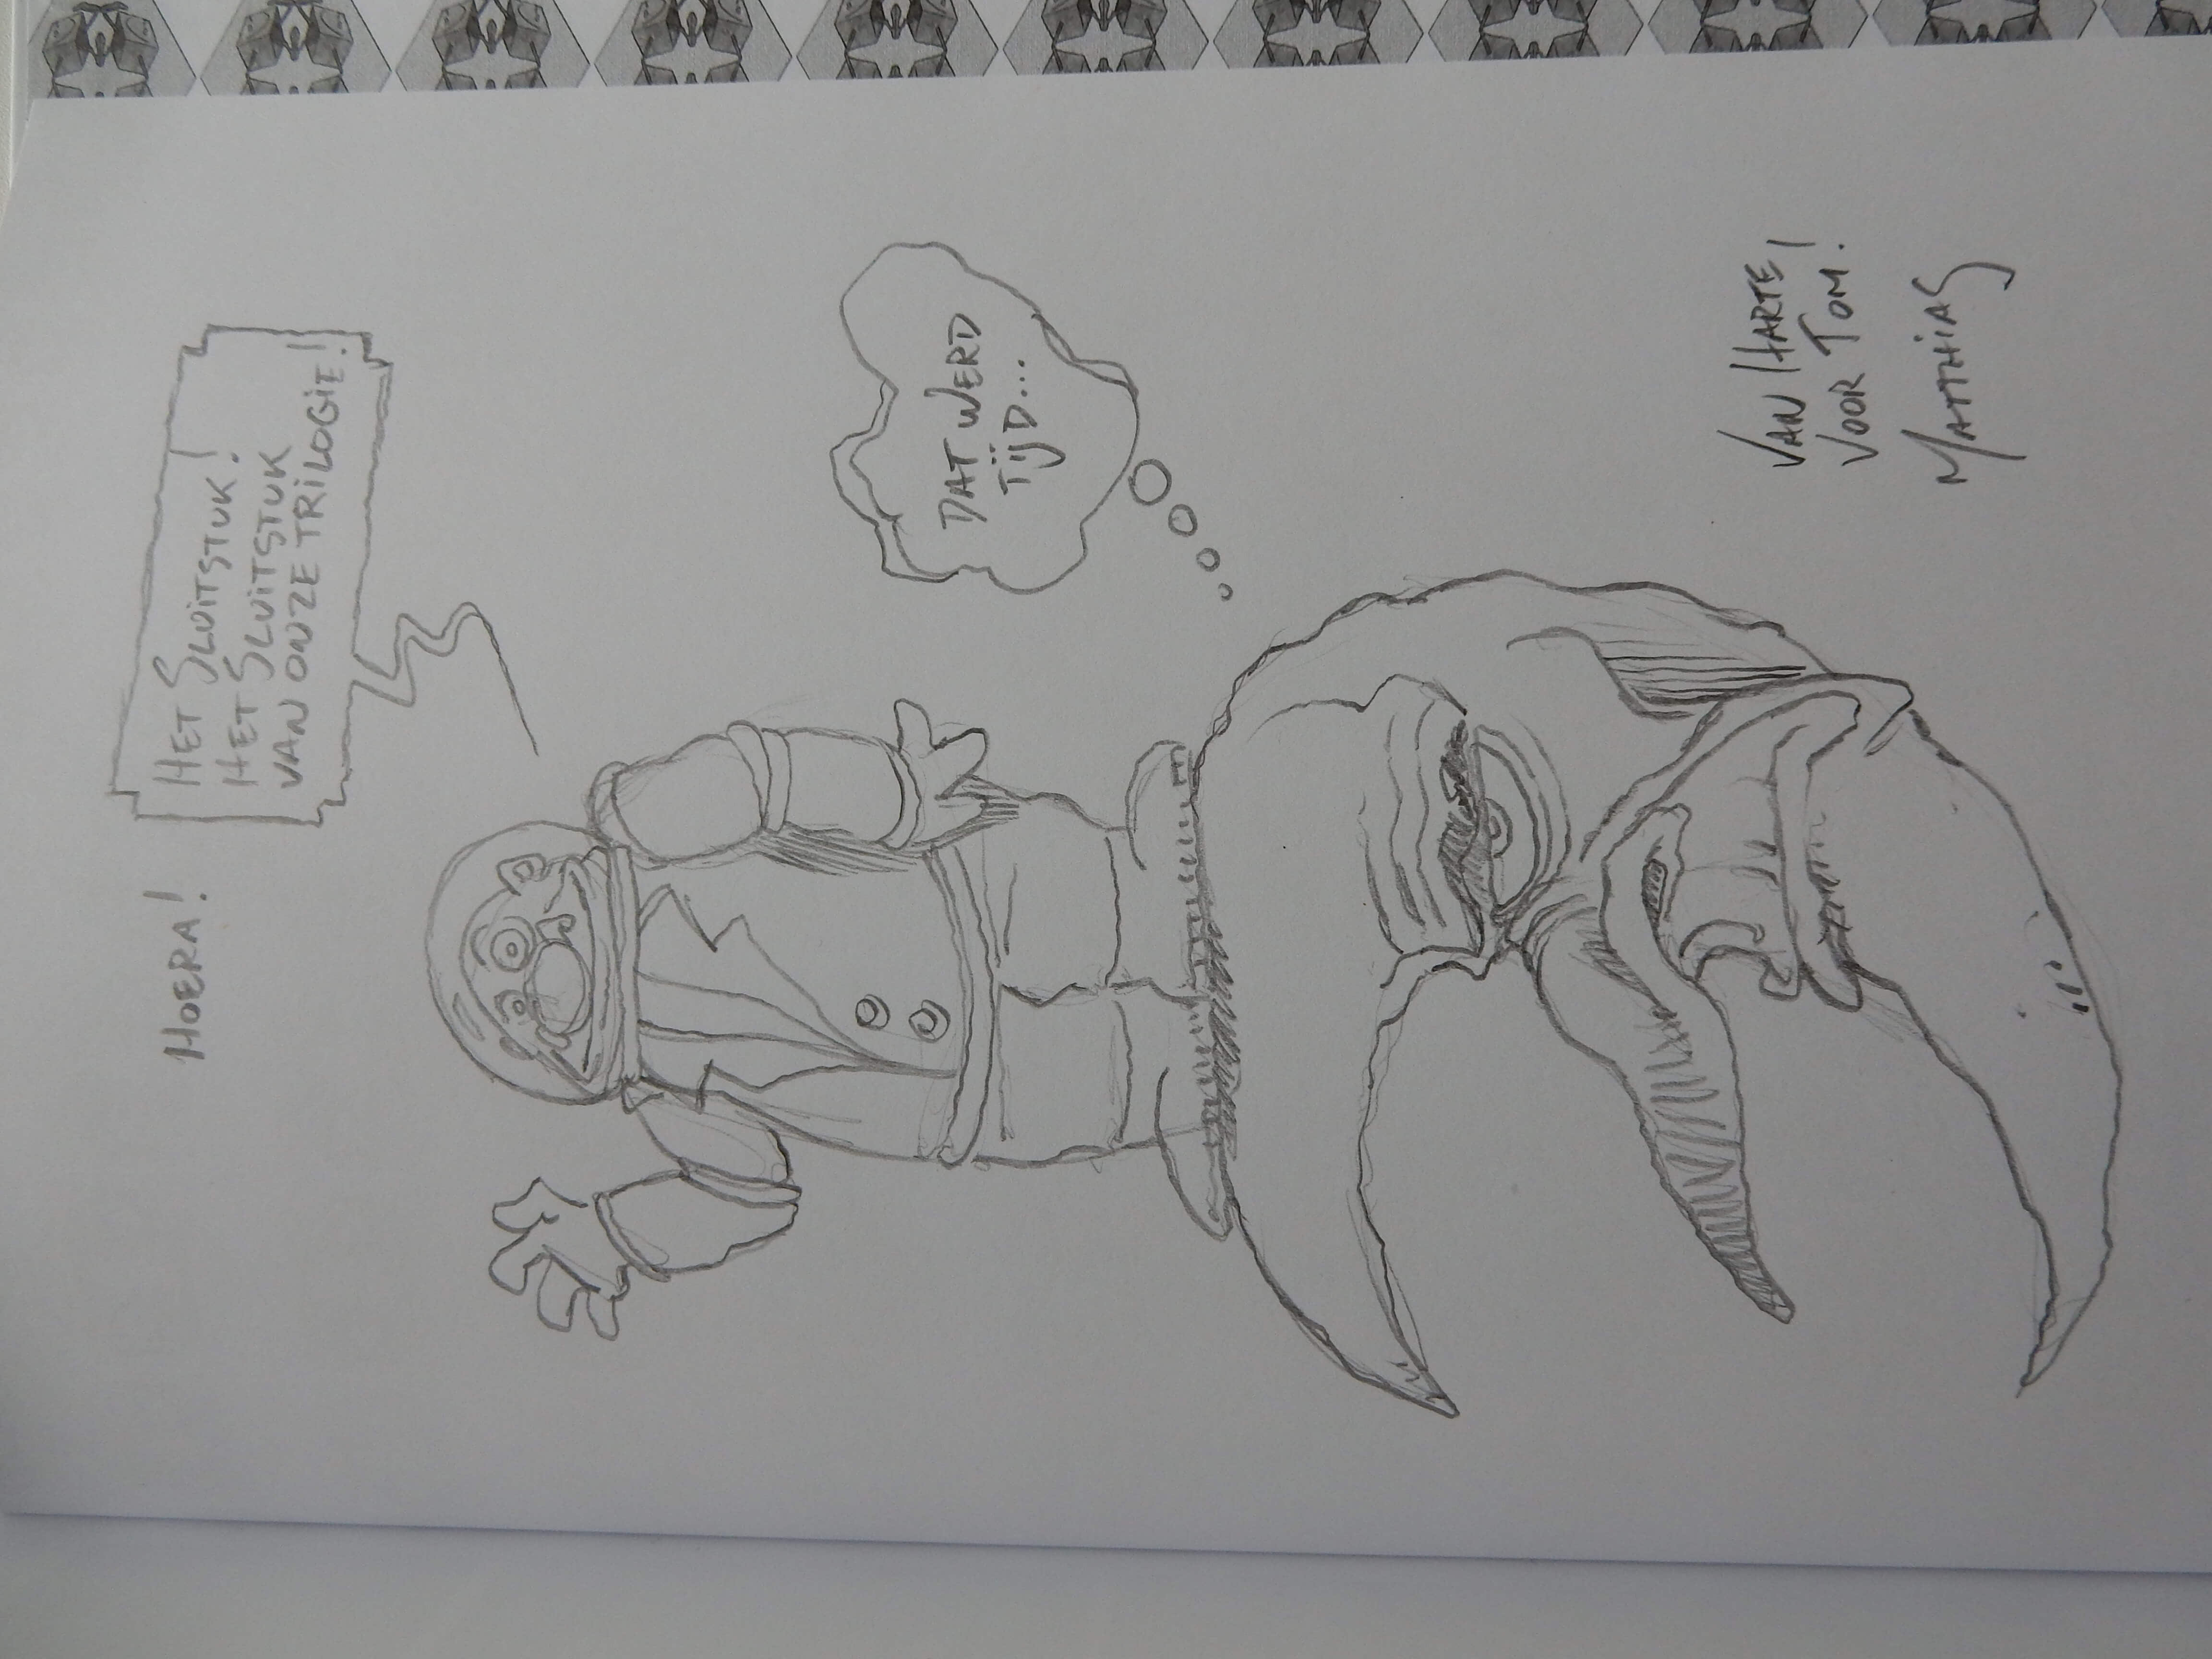 HOERA!
HET SLUITSTUK!
HET SLUITSTUK
VAN ONZE TRILOGIE!
DAT WERD
TIJD...
VAN HARTE,
VOOR TOM!
MATTHIAS